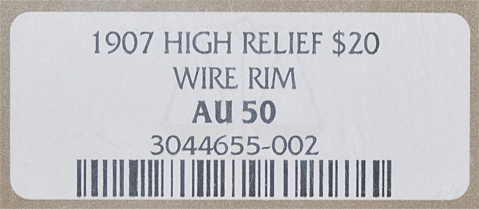 1907 HIGH RELIEF $20
WIRE RIM
AU 50
3044655-002